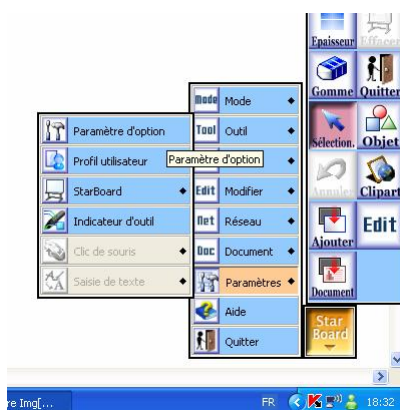 Epaisseur Effacer
Gomme Quitter
Sélection. Objet
Annuler Clipart
Ajouter Edit
Document
Star
Board
Mode Mode
Tool Outil
Edit Modifier
Net Réseau
Doc Document
Paramètres
Aide
Quitter
Paramètre d'option
Profil utilisateur
Paramètre d'option
StarBoard
Indicateur d'outil
Clic de souris
Saisie de texte
re Img[...
FR
18:32